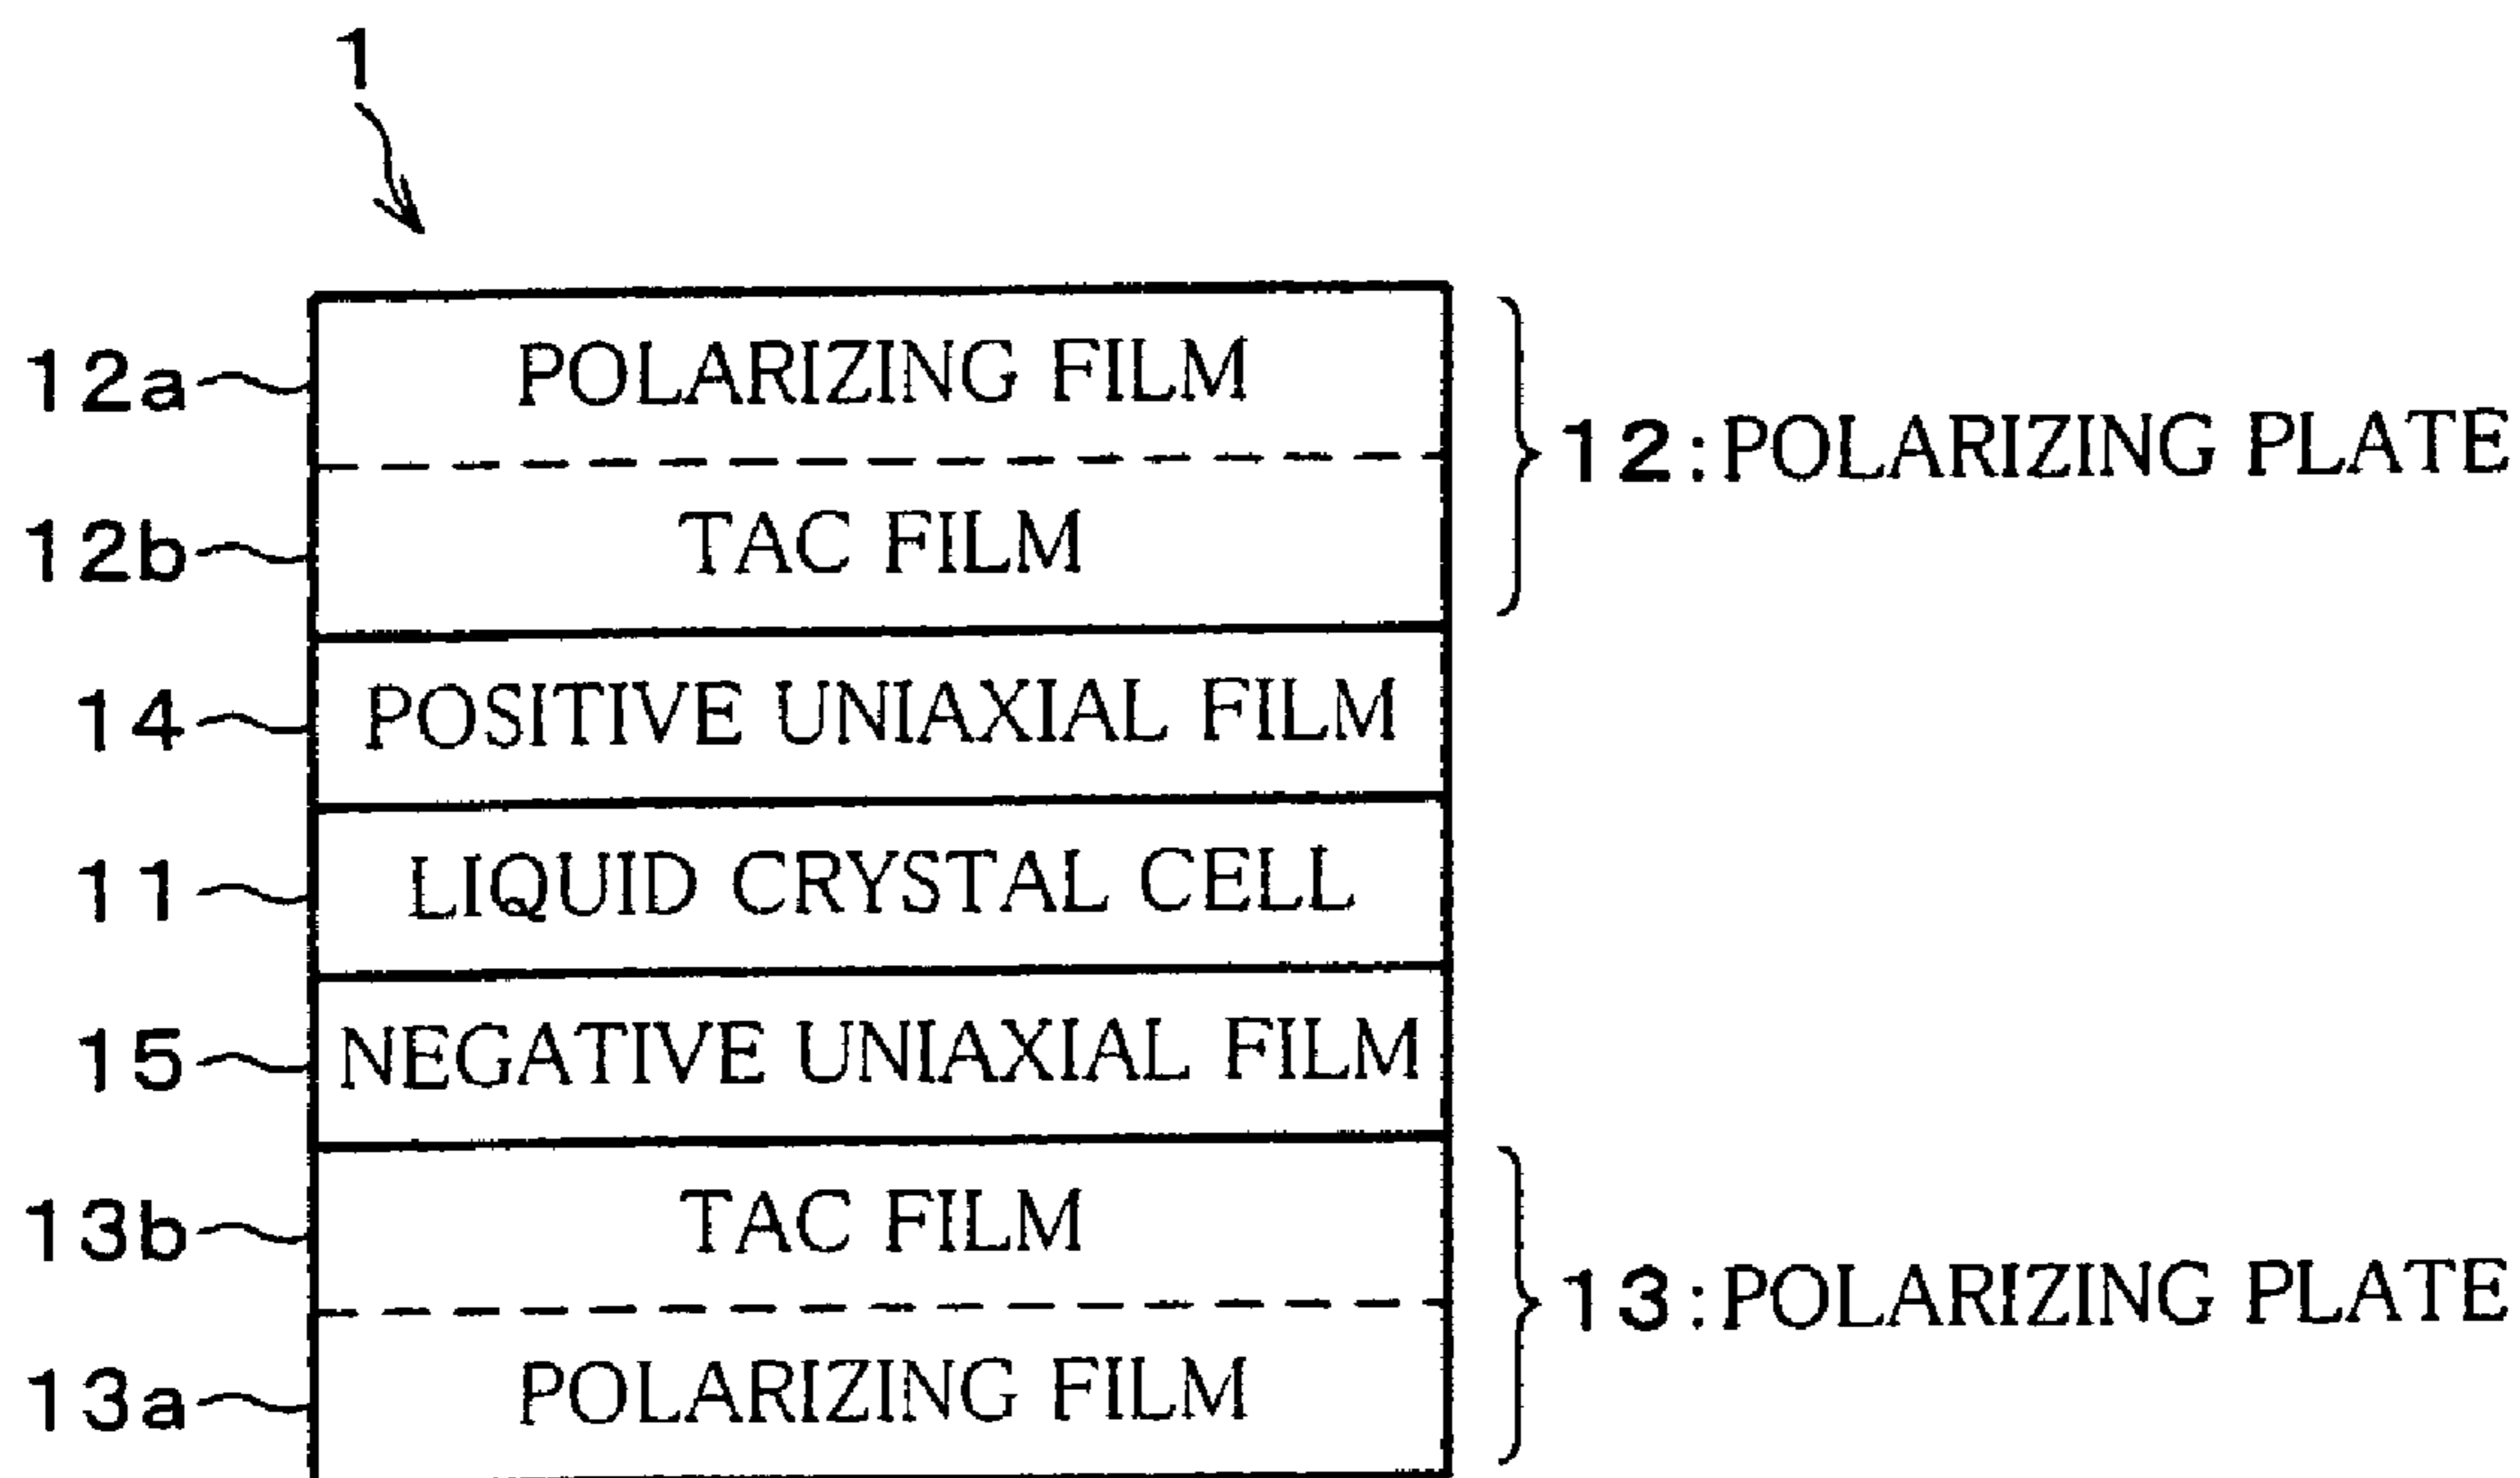 1
12a POLARIZING FILM
12:POLARIZING PLATE
12b TAC FILM
14 POSITIVE UNIAXIAL FILM
11 LIQUID CRYSTAL CELL
15 NEGATIVE UNIAXIAL FILM
13b TAC FILM
13:POLARIZING PLATE
13a POLARIZING FILM